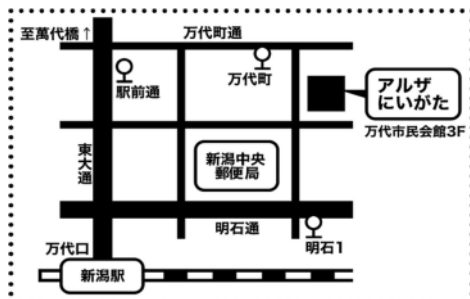 至萬代橋↑
万代町通
駅前通
万代町
アルザ
にいがた
万代市民会館3F
東大通
新潟中央
郵便局
明石通
明石1
万代口
新潟駅